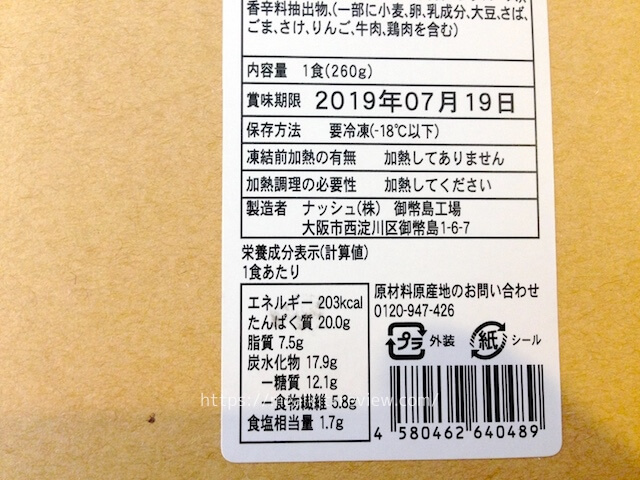 香辛料抽出物、(一部に小麦、卵、乳成分、大豆、さば、
ごま、さけ、りんご、牛肉、鶏肉を含む)
内容量 1食(260g)
賞味期限 2019年07月19日
保存方法 要冷凍(-18℃以下)
凍結前加熱の有無 加熱してありません
加熱調理の必要性 加熱してください
製造者 ナッシュ(株) 御幣島工場
大阪市西淀川区御幣島1-6-7
栄養成分表示(計算値)
1食あたり
エネルギー 203kcal
たんぱく質 20.0g
脂質 7.5g
炭水化物 17.9g
ー糖質 12.1g
ー食物繊維 5.8g
食塩相当量 1.7g
原材料原産地のお問い合わせ
0120-947-426
プラ 外装 紙 シール
4 580462 640489